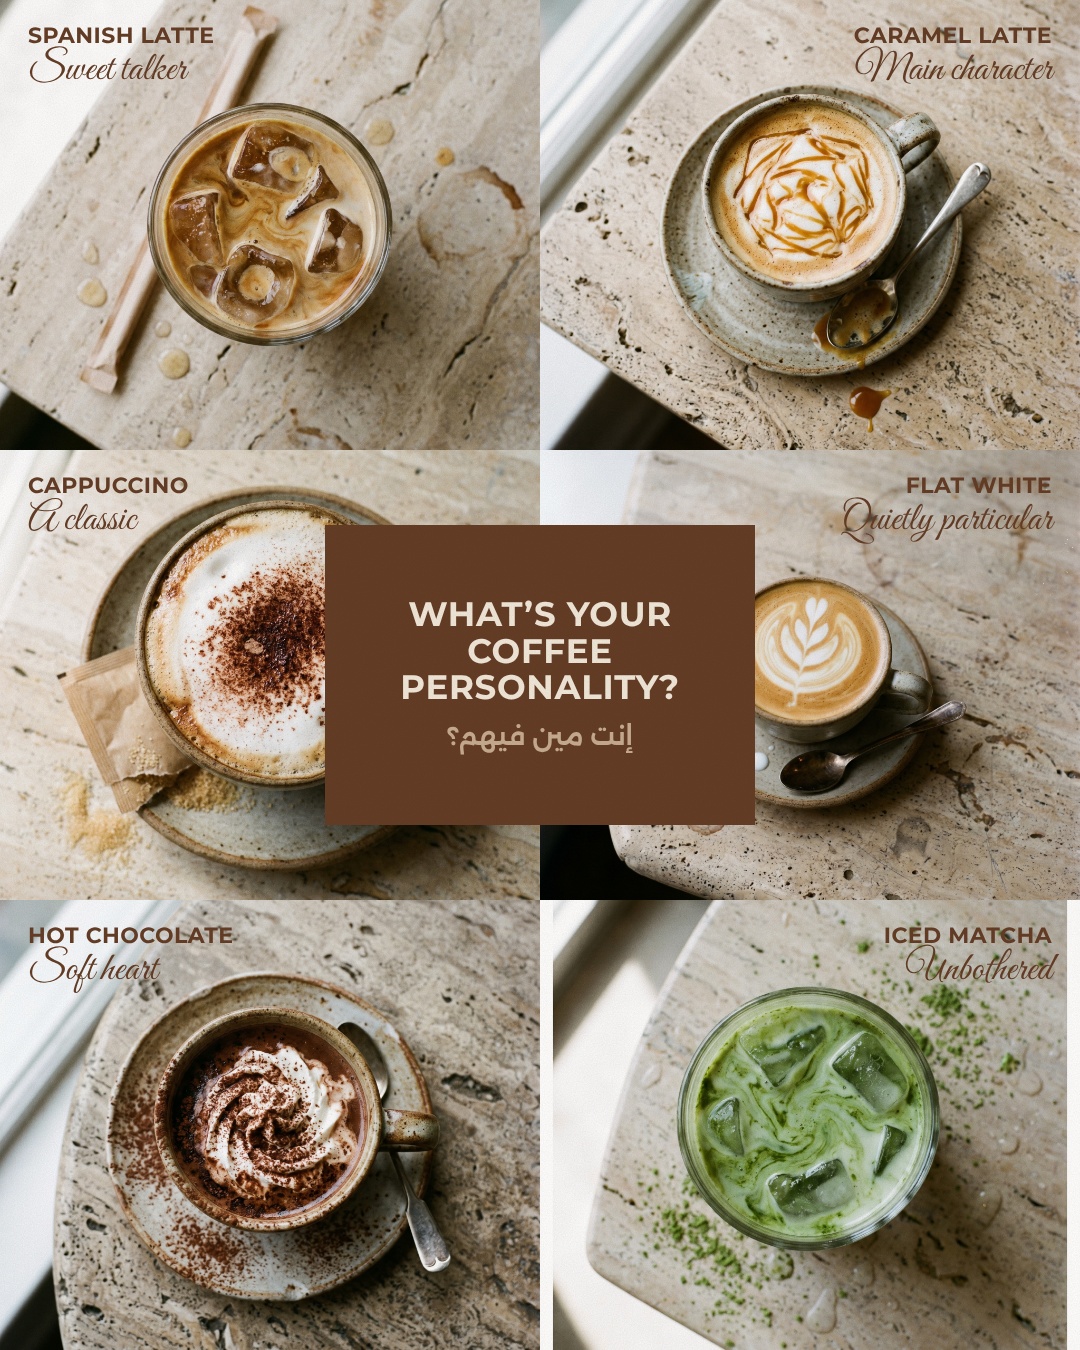 SPANISH LATTE
Sweet talker
CARAMEL LATTE
Main character
CAPPUCCINO
A classic
FLAT WHITE
Quietly particular
WHAT'S YOUR
COFFEE
PERSONALITY?
إنت مين فيهم؟
HOT CHOCOLATE
Soft heart
ICED MATCHA
Unbothered